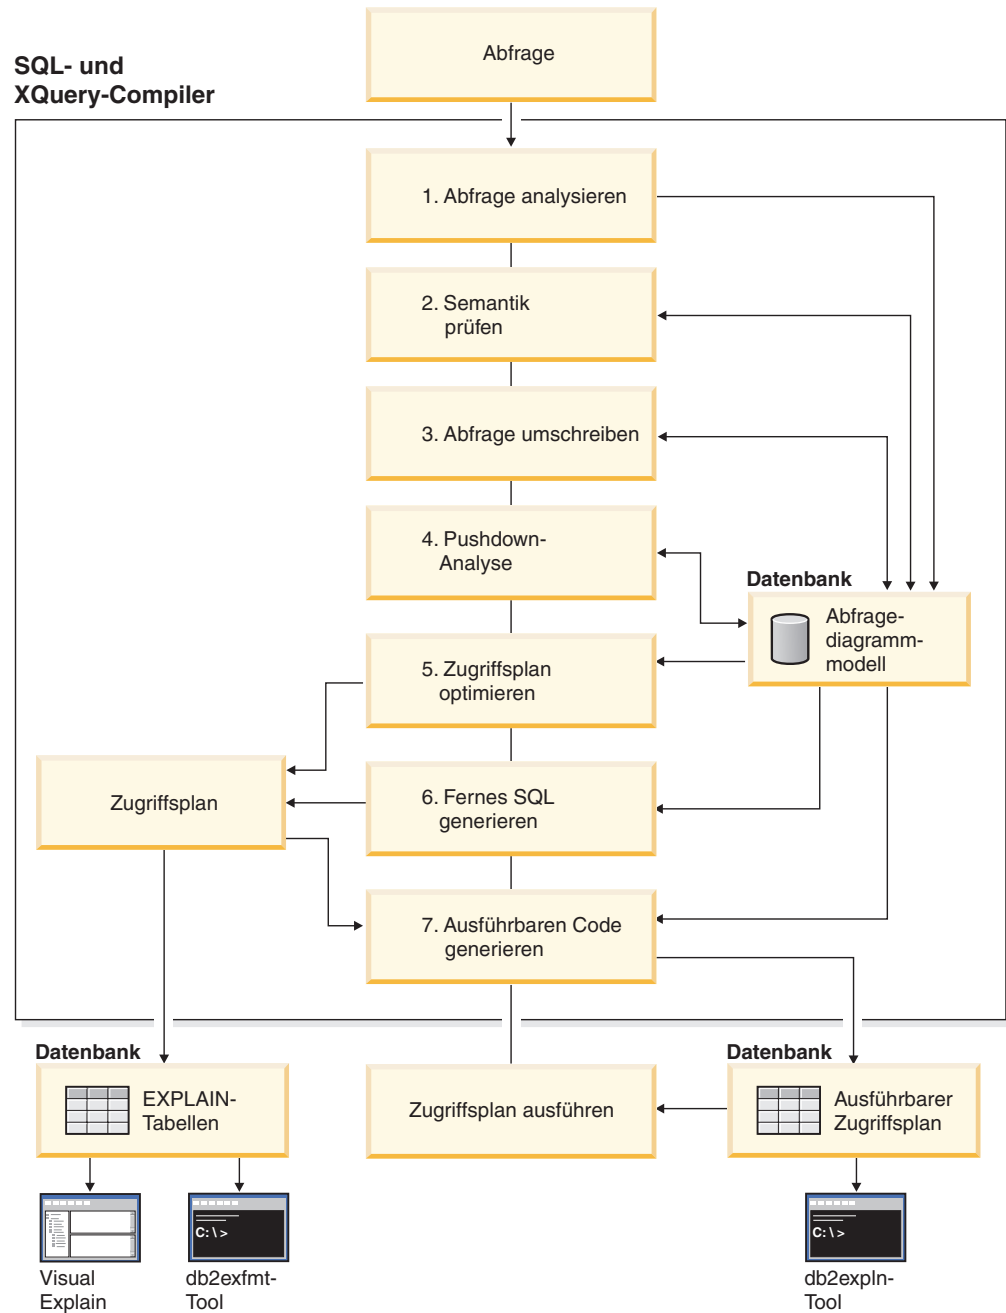 Abfrage
SQL- und
XQuery-Compiler
1. Abfrage analysieren
2. Semantik
prüfen
3. Abfrage umschreiben
4. Pushdown-
Analyse
Datenbank
Abfrage-
diagramm-
modell
5. Zugriffsplan
optimieren
Zugriffsplan
6. Fernes SQL
generieren
7. Ausführbaren Code
generieren
Datenbank
EXPLAIN-
Tabellen
Zugriffsplan ausführen
Datenbank
Ausführbarer
Zugriffsplan
C: \ >
C: \ >
Visual
Explain
db2exfmt-
Tool
db2expln-
Tool